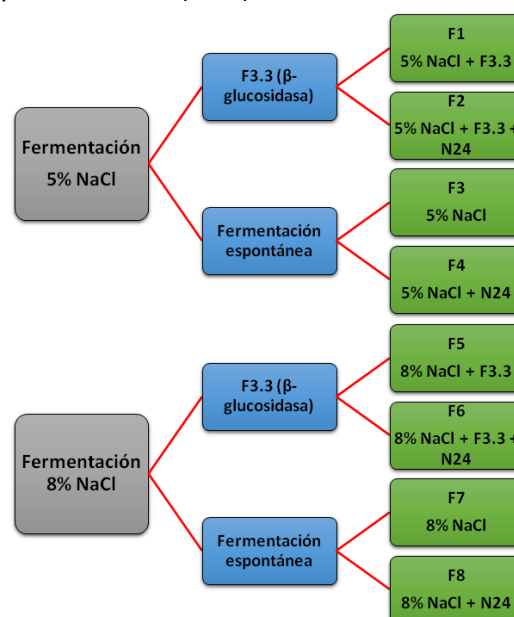 Fermentación
5% NaCl
F3.3 (β-
glucosidasa)
F1
5% NaCl + F3.3
F2
5% NaCl + F3.3 +
N24
Fermentación
espontánea
F3
5% NaCl
F4
5% NaCl + N24
Fermentación
8% NaCl
F3.3 (β-
glucosidasa)
F5
8% NaCl + F3.3
F6
8% NaCl + F3.3 +
N24
Fermentación
espontánea
F7
8% NaCl
F8
8% NaCl + N24